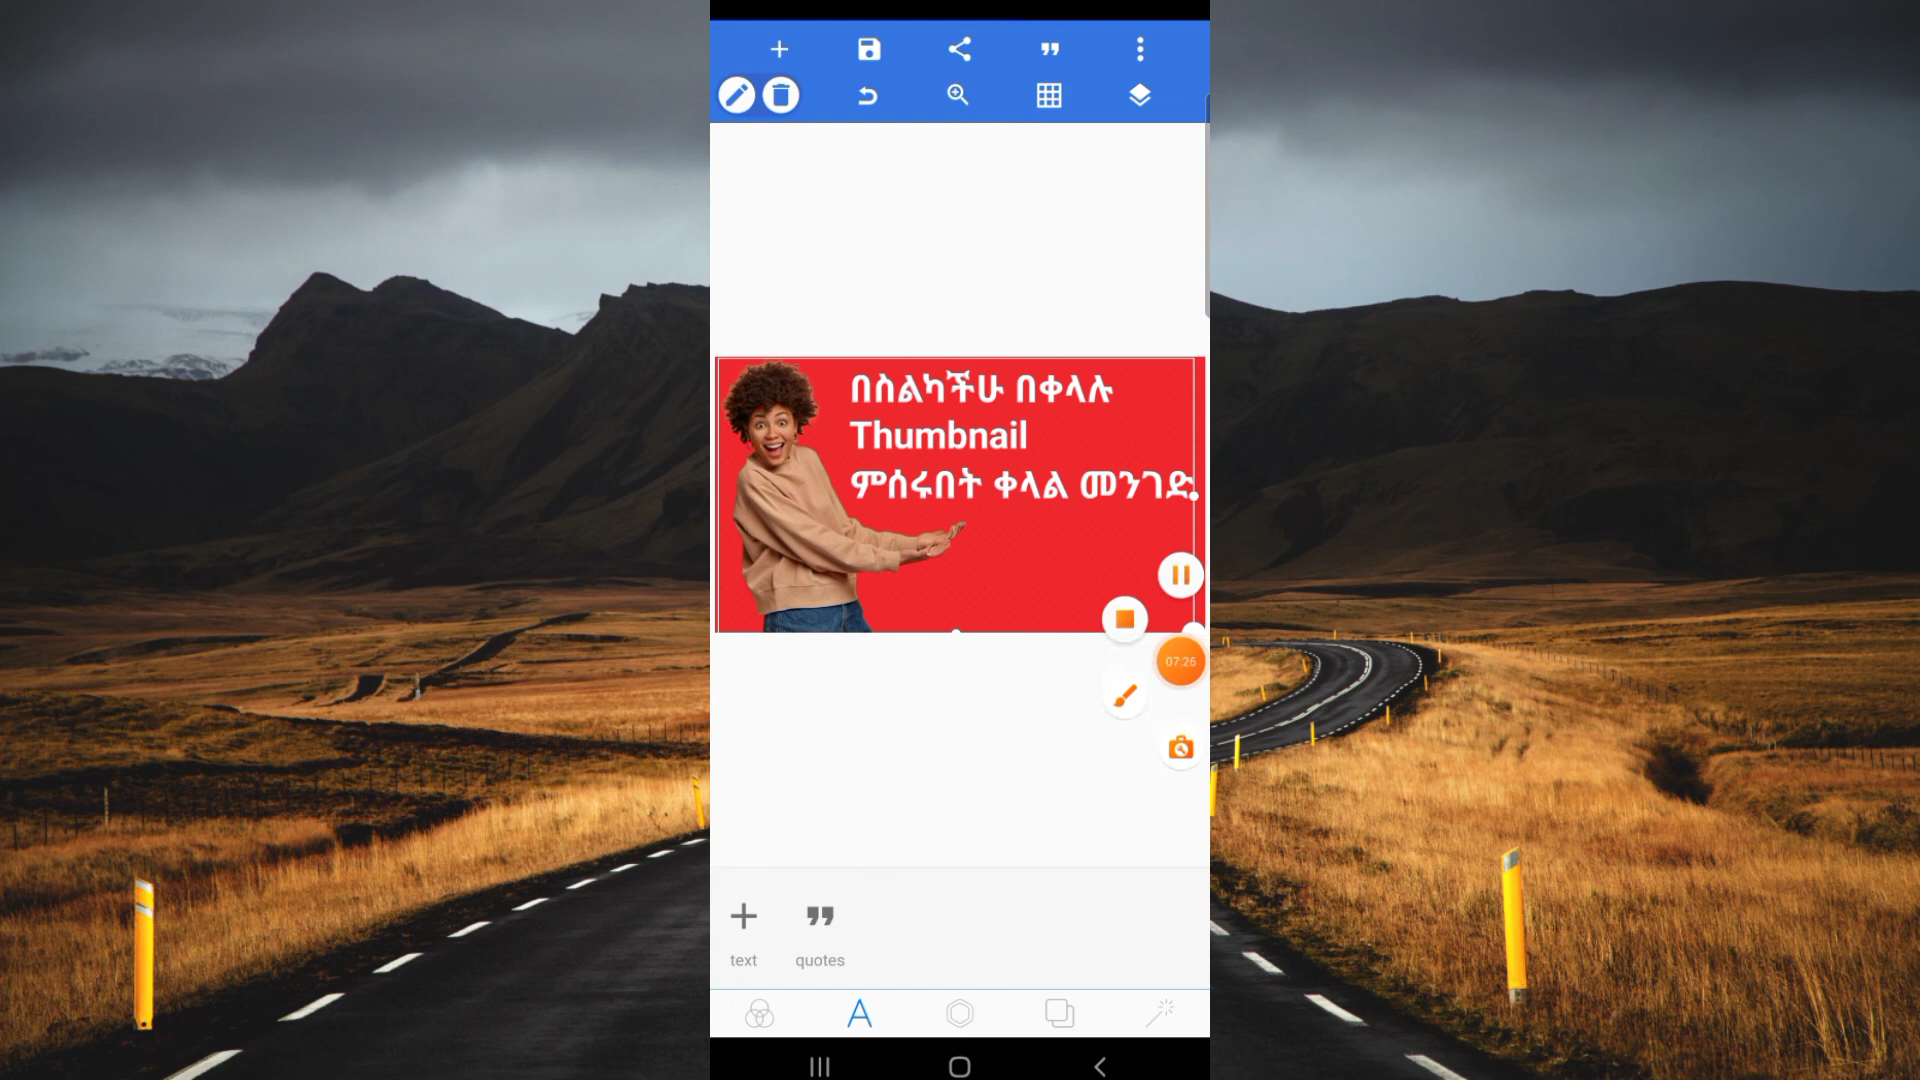 በስልካችሁ በቀላሉ
Thumbnail
ምሰሩበት ቀላል መንገድ
07:26
text
quotes